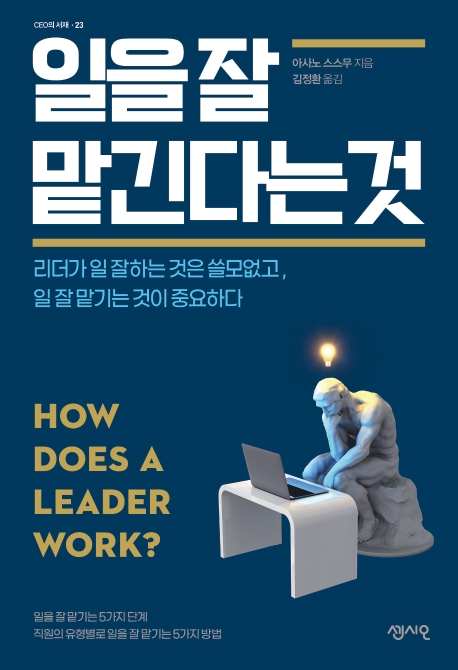 CEO의 서재 · 23
일을 잘
맡긴다는 것
아사노 스스무 지음
김정환 옮김
리더가 일 잘하는 것은 쓸모없고,
일 잘 맡기는 것이 중요하다
HOW
DOES A
LEADER
WORK?
일을 잘 맡기는 5가지 단계
직원의 유형별로 일을 잘 맡기는 5가지 방법
센시오